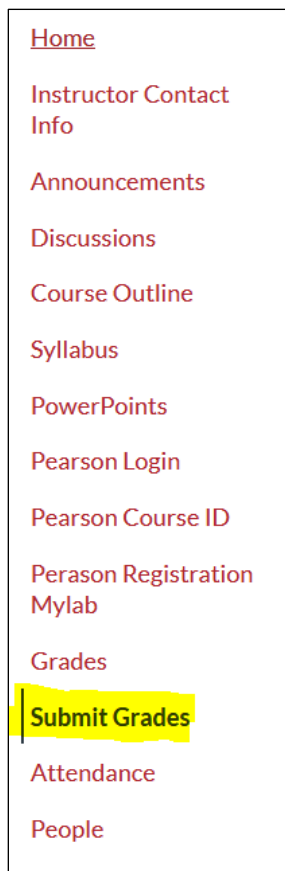 Home
Instructor Contact
Info
Announcements
Discussions
Course Outline
Syllabus
PowerPoints
Pearson Login
Pearson Course ID
Perason Registration
Mylab
Grades
Submit Grades
Attendance
People